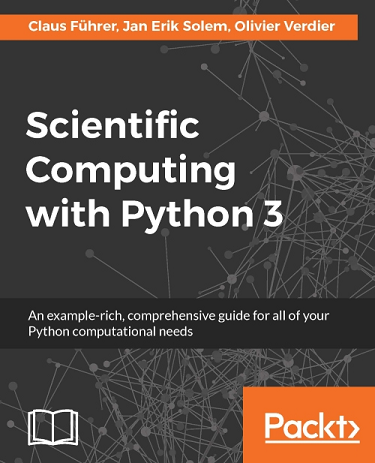 Claus Führer, Jan Erik Solem, Olivier Verdier
Scientific
Computing
with Python 3
An example-rich, comprehensive guide for all of your
Python computational needs
Packt>